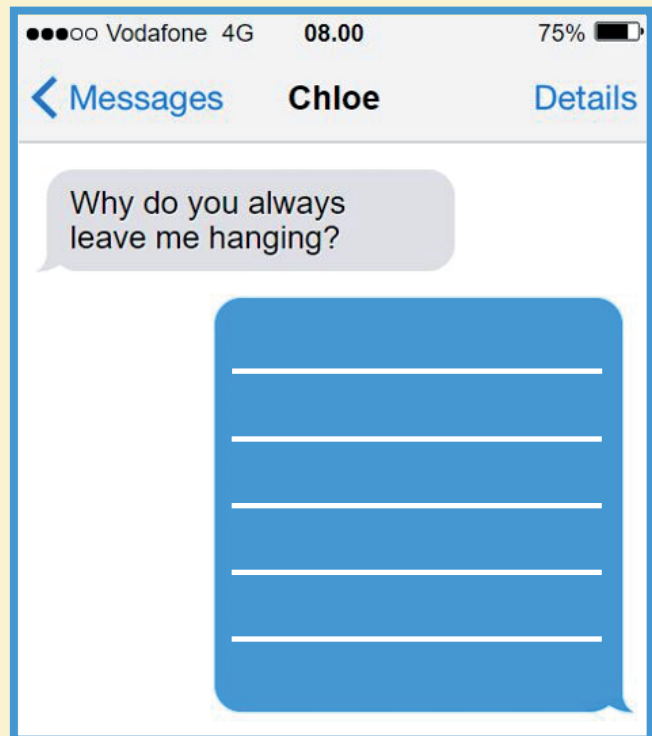 Vodafone 4G 08.00 75%
Messages Chloe Details
Why do you always
leave me hanging?